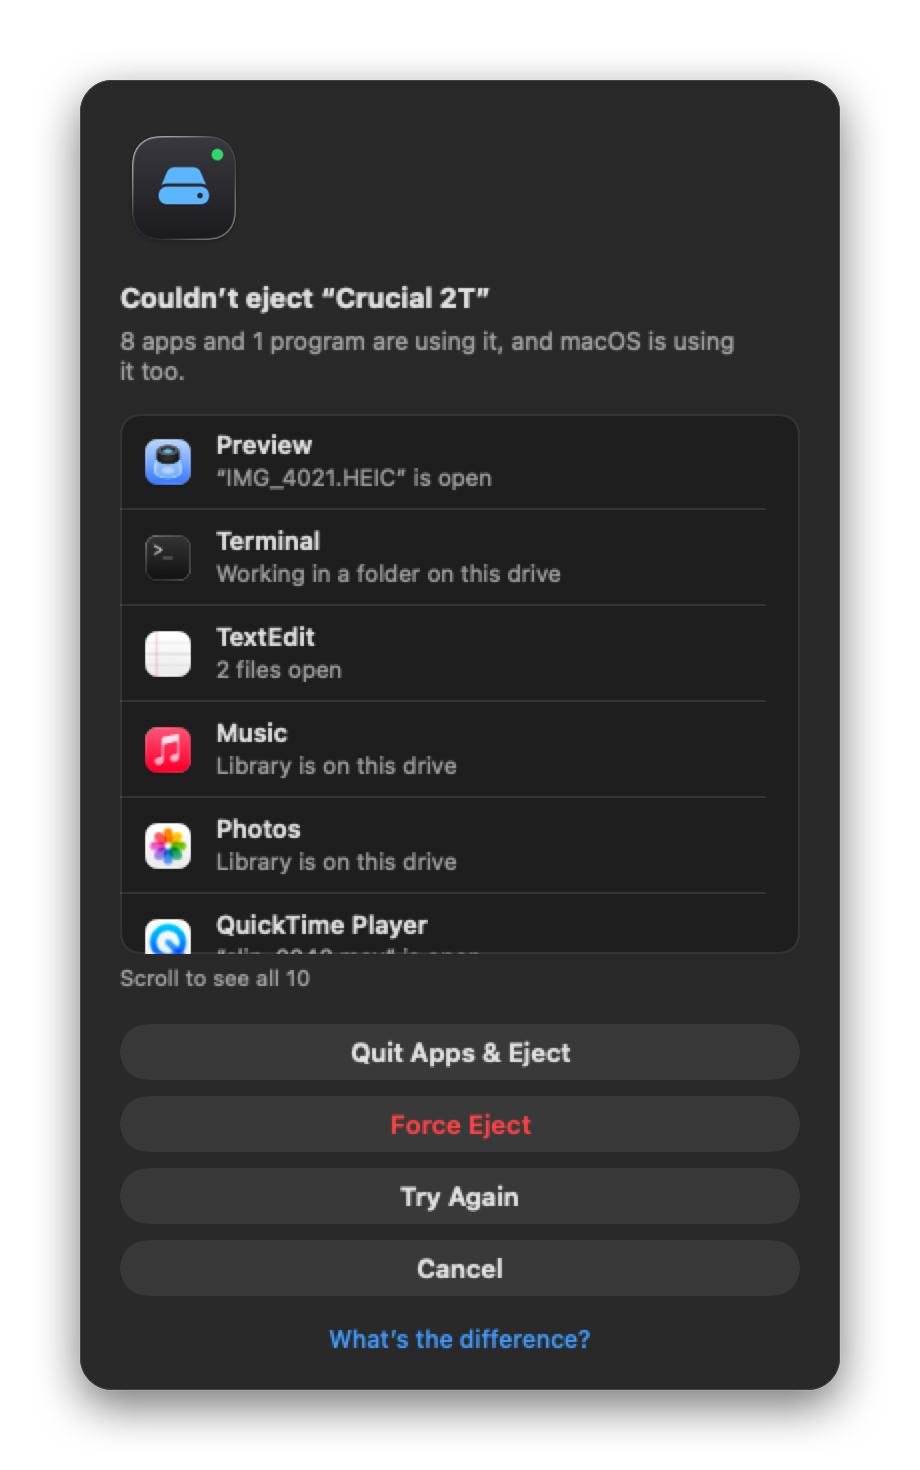 Couldn’t eject “Crucial 2T”
8 apps and 1 program are using it, and macOS is using
it too.
Preview
“IMG_4021.HEIC” is open
>_
Terminal
Working in a folder on this drive
TextEdit
2 files open
Music
Library is on this drive
Photos
Library is on this drive
QuickTime Player
Scroll to see all 10
Quit Apps & Eject
Force Eject
Try Again
Cancel
What’s the difference?